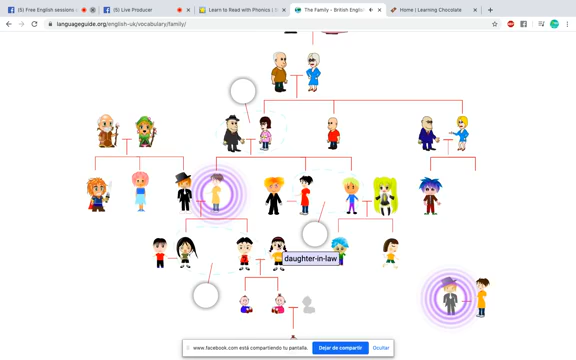 (5) Free English sessions
(5) Live Producer
Learn to Read with Phonics | S
The Family - British English
Home | Learning Chocolate
languageguide.org/english-uk/vocabulary/family/
daughter-in-law
www.facebook.com está compartiendo tu pantalla.
Dejar de compartir
Ocultar